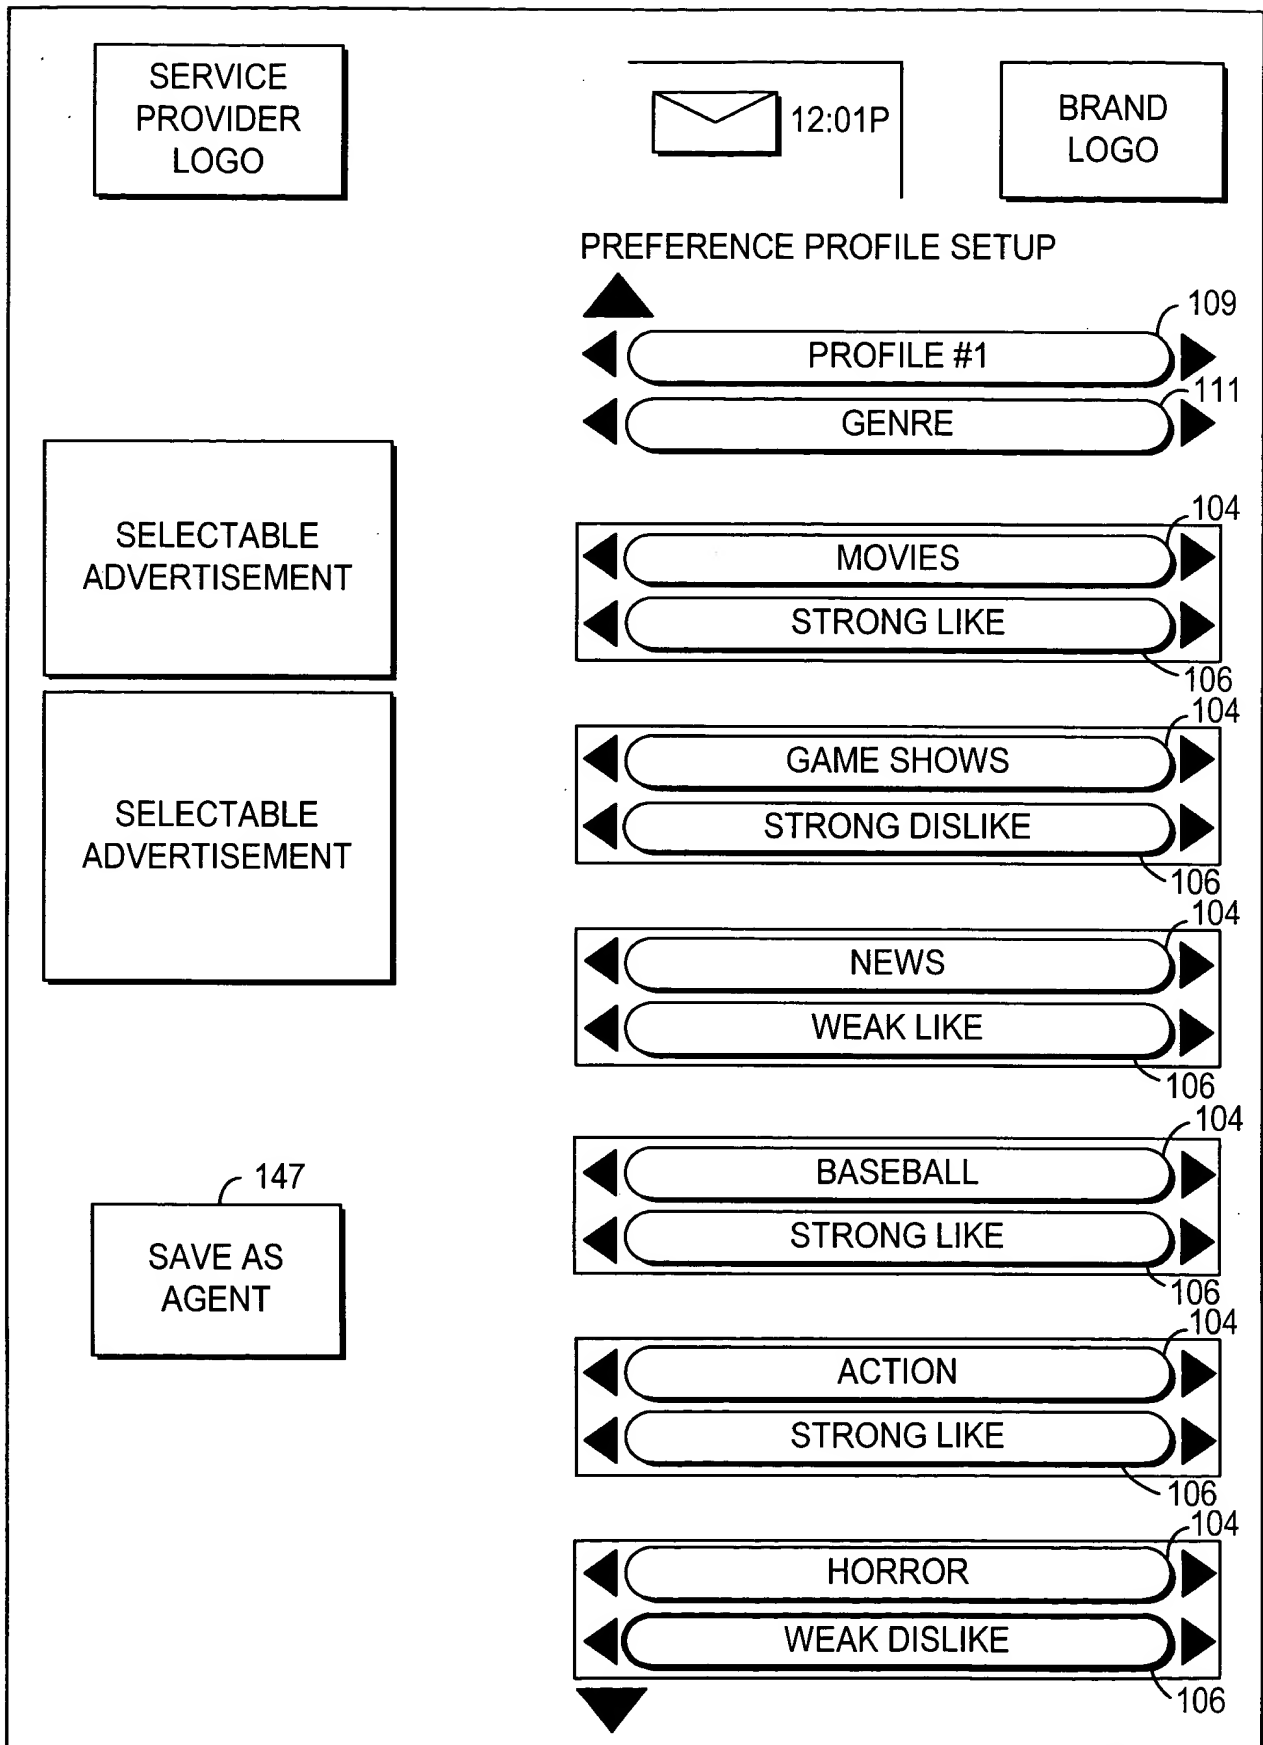 SERVICE
PROVIDER
LOGO
12:01P
BRAND
LOGO
PREFERENCE PROFILE SETUP
109
PROFILE #1
111
GENRE
SELECTABLE
ADVERTISEMENT
104
MOVIES
STRONG LIKE
106
SELECTABLE
ADVERTISEMENT
104
GAME SHOWS
STRONG DISLIKE
106
104
NEWS
WEAK LIKE
106
104
BASEBALL
STRONG LIKE
106
147
SAVE AS
AGENT
104
ACTION
STRONG LIKE
106
104
HORROR
WEAK DISLIKE
106